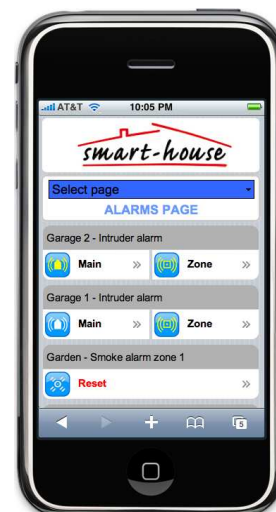 AT&T 10:05 PM
smart-house
Select page
ALARMS PAGE
Garage 2 - Intruder alarm
Main » Zone »
Garage 1 - Intruder alarm
Main » Zone »
Garden - Smoke alarm zone 1
Reset »
5